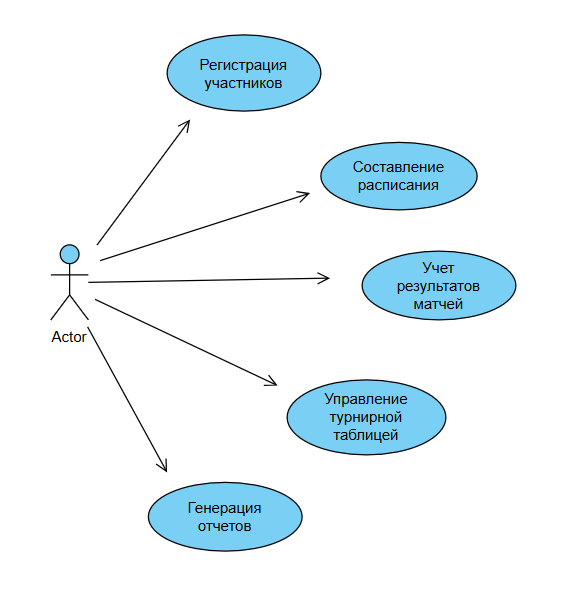 Регистрация
участников
Составление
расписания
Учет
результатов
матчей
Actor
Управление
турнирной
таблицей
Генерация
отчетов